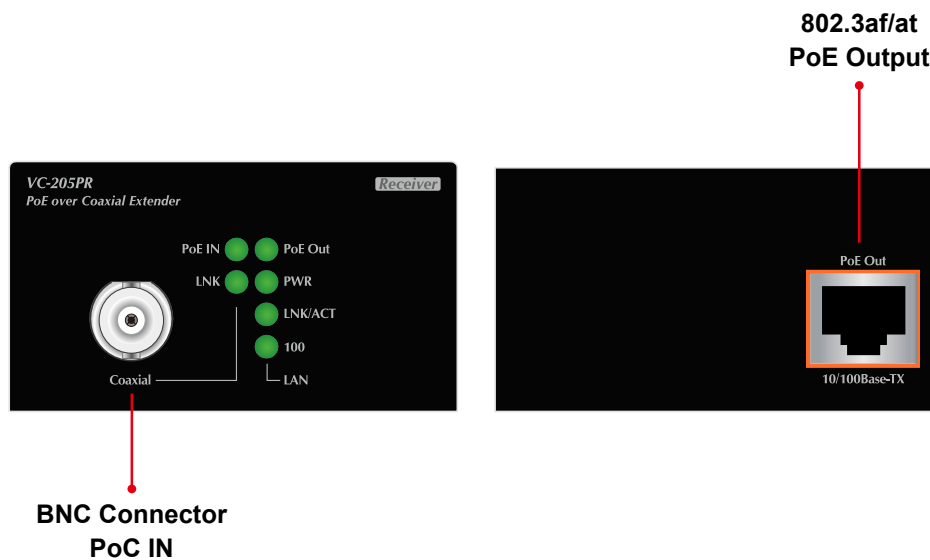 802.3af/at
PoE Output
VC-205PR
Receiver
PoE over Coaxial Extender
PoE IN
PoE Out
LNK
PWR
LNK/ACT
100
Coaxial
LAN
PoE Out
10/100Base-TX
BNC Connector
PoC IN